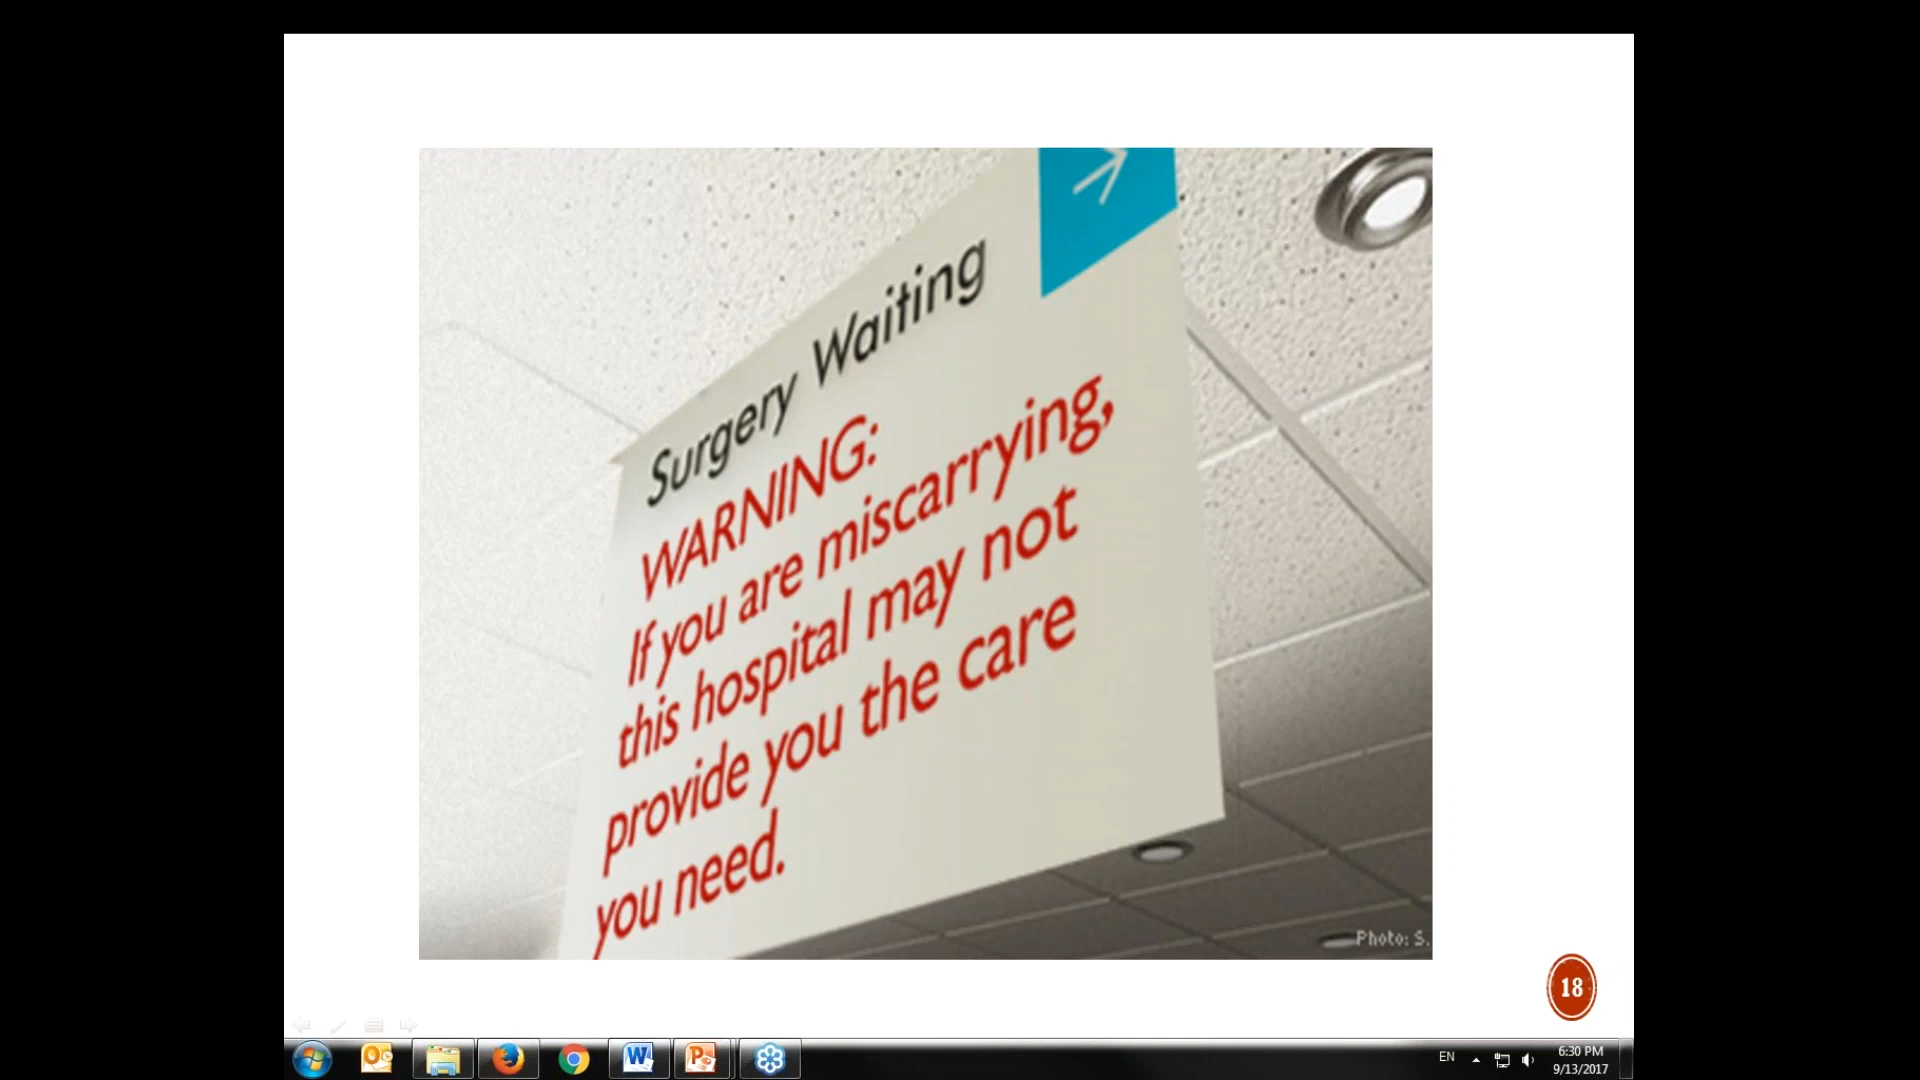 Surgery Waiting
WARNING:
If you are miscarrying,
this hospital may not
provide you the care
you need.
Photo: S.
18
EN
6:30 PM
9/13/2017